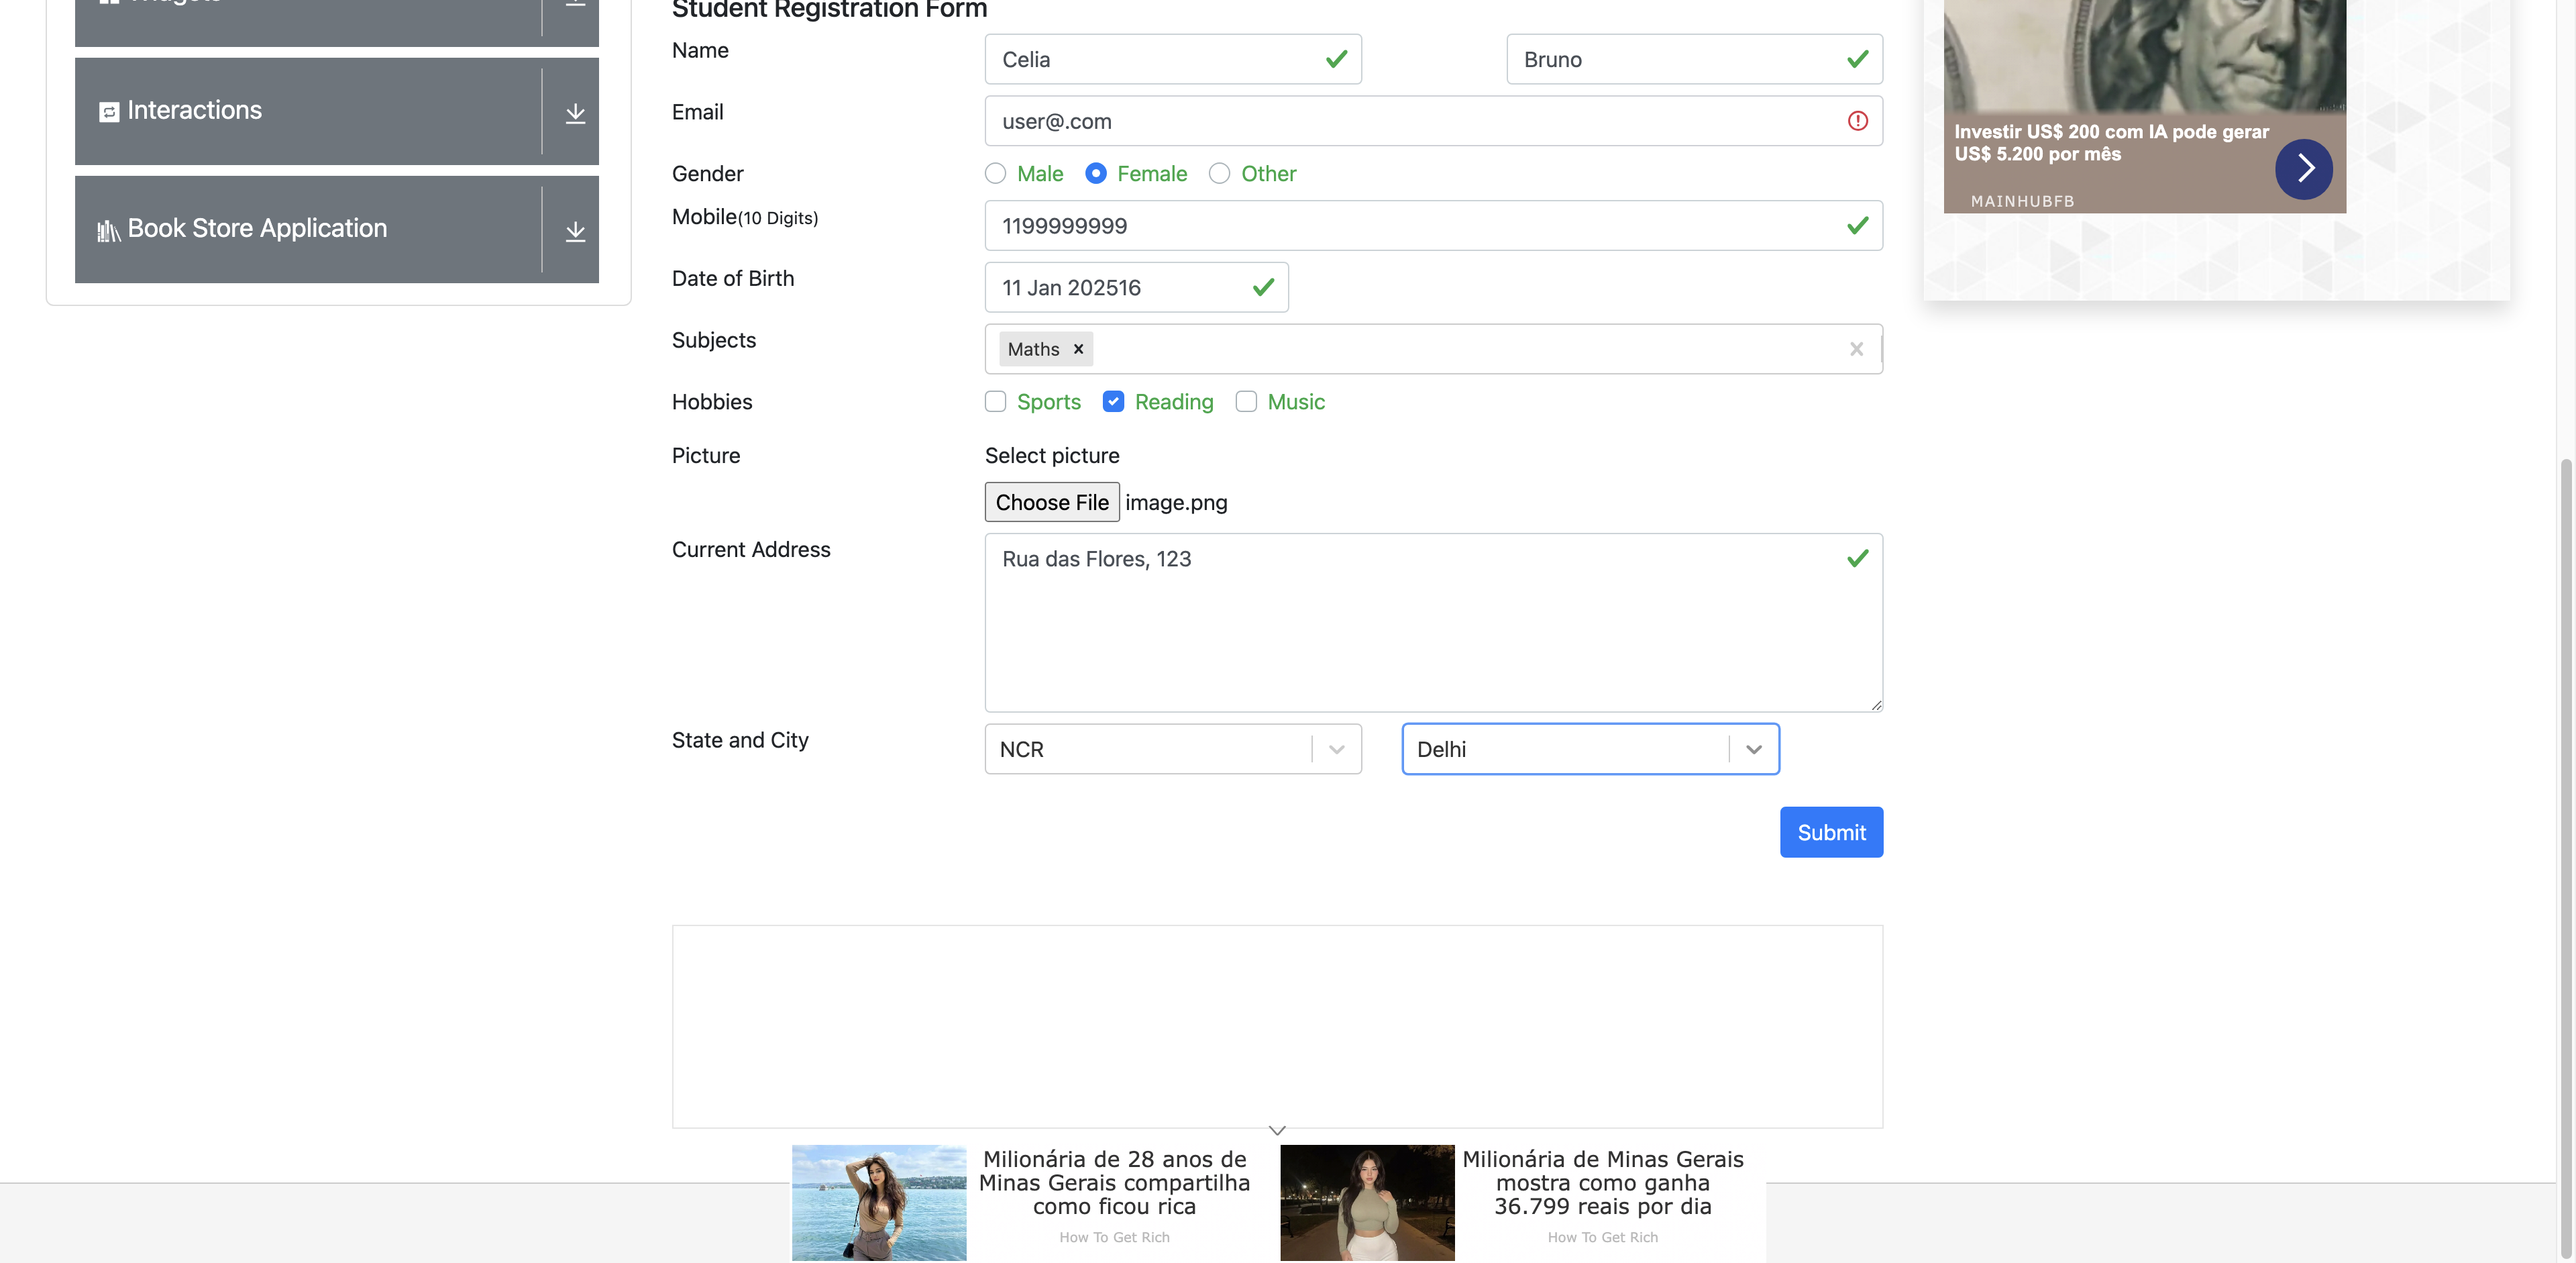 Widgets
Interactions
Book Store Application
Student Registration Form
Name
Celia
Bruno
Email
user@.com
Gender
Male
Female
Other
Mobile(10 Digits)
1199999999
Date of Birth
11 Jan 202516
Subjects
Maths
Hobbies
Sports
Reading
Music
Picture
Select picture
Choose File image.png
Current Address
Rua das Flores, 123
State and City
NCR
Delhi
Submit
Investir US$ 200 com IA pode gerar
US$ 5.200 por mês
MAINHUBFB
Milionária de 28 anos de
Minas Gerais compartilha
como ficou rica
How To Get Rich
Milionária de Minas Gerais
mostra como ganha
36.799 reais por dia
How To Get Rich